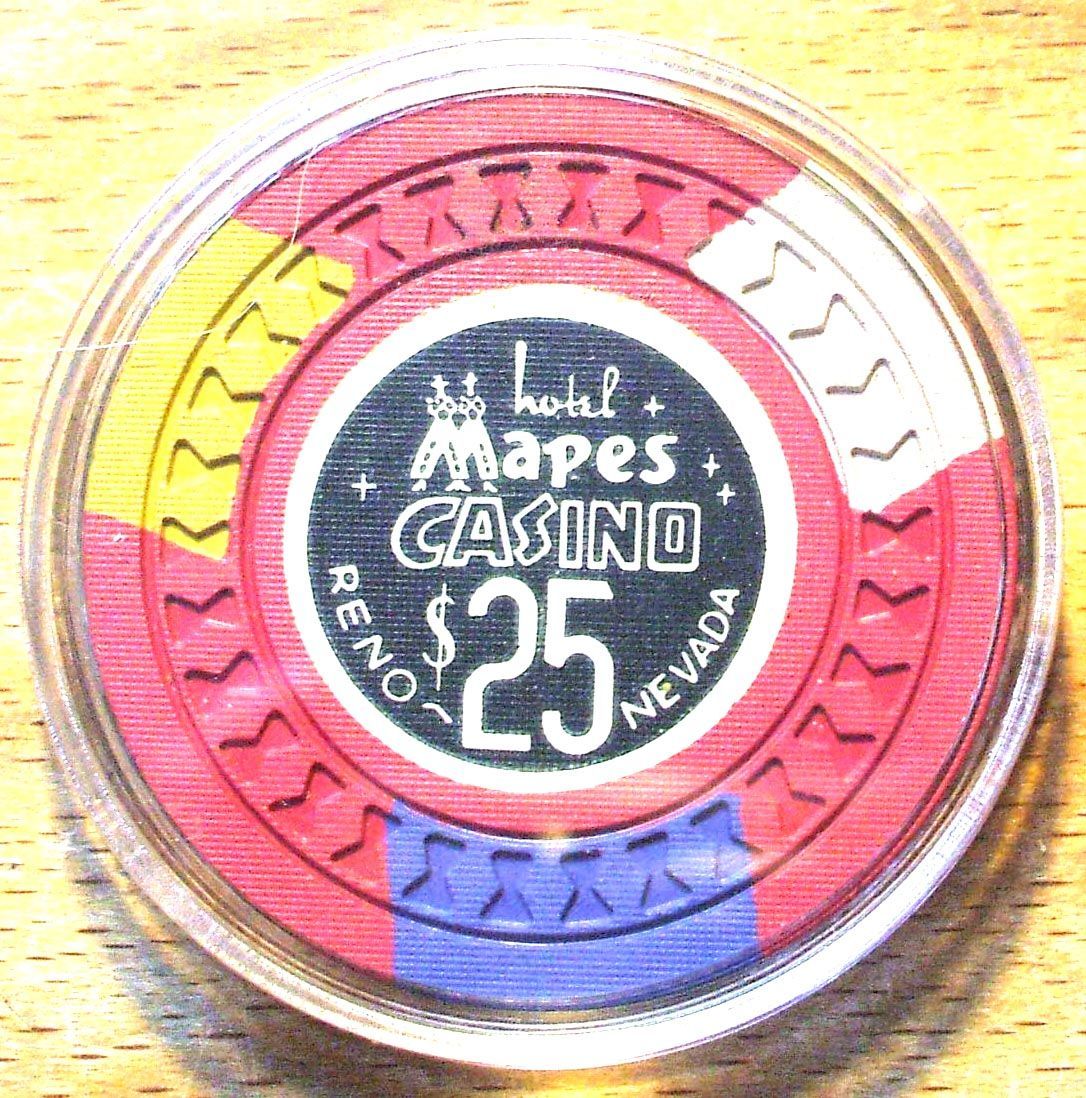 hotel
Mapes
CASINO
$25
RENO
NEVADA